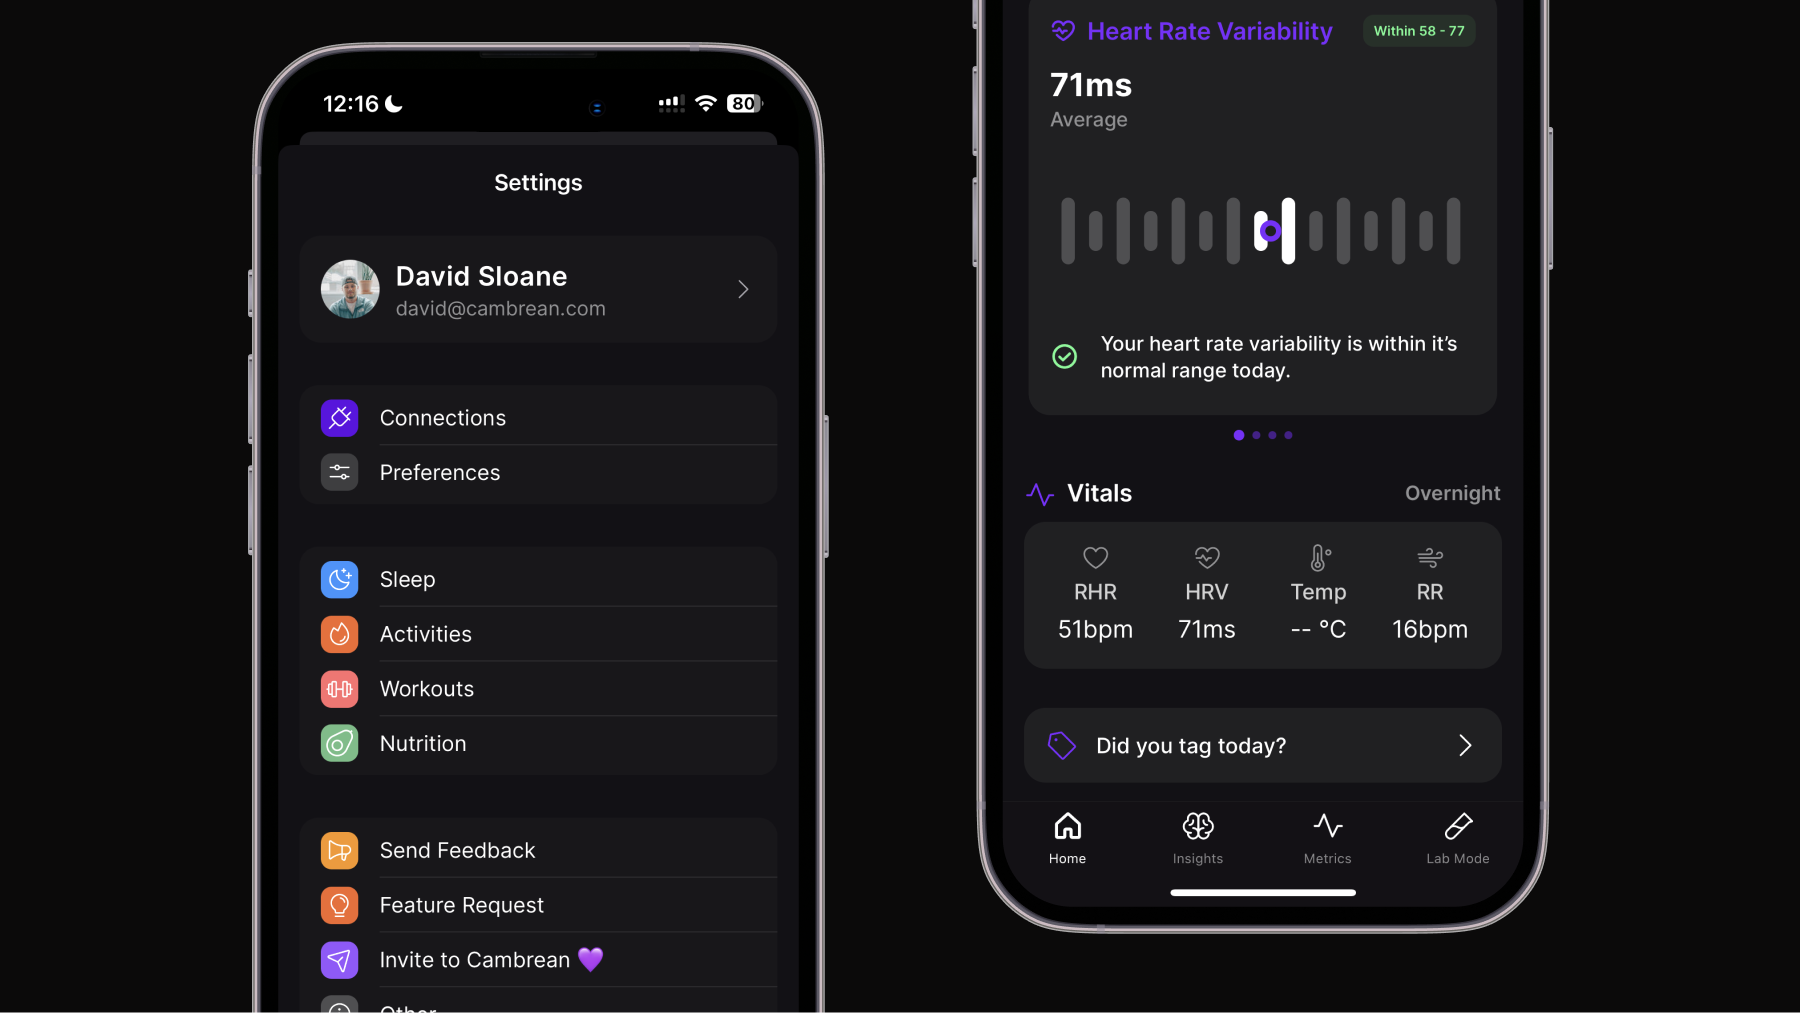 12:16
80
Settings
David Sloane
david@cambrean.com
Connections
Preferences
Sleep
Activities
Workouts
Nutrition
Send Feedback
Feature Request
Invite to Cambrean 💜
Other
Heart Rate Variability
Within 58 - 77
71ms
Average
Your heart rate variability is within it’s
normal range today.
Vitals
Overnight
RHR HRV Temp RR
51bpm 71ms -- °C 16bpm
Did you tag today?
Home Insights Metrics Lab Mode